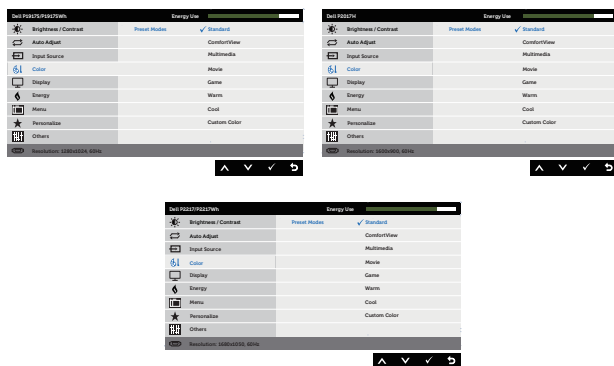 Dell P1917S/P1917SWh Energy Use
Brightness / Contrast Preset Modes ✓ Standard
Auto Adjust ComfortView
Input Source Multimedia
Color Movie
Display Game
Energy Warm
Menu Cool
Personalize Custom Color
Others
Resolution: 1280x1024, 60Hz
Dell P2017H Energy Use
Brightness / Contrast Preset Modes ✓ Standard
Auto Adjust ComfortView
Input Source Multimedia
Color Movie
Display Game
Energy Warm
Menu Cool
Personalize Custom Color
Others
Resolution: 1600x900, 60Hz
Dell P2217/P2217Wh Energy Use
Brightness / Contrast Preset Modes ✓ Standard
Auto Adjust ComfortView
Input Source Multimedia
Color Movie
Display Game
Energy Warm
Menu Cool
Personalize Custom Color
Others
Resolution: 1680x1050, 60Hz